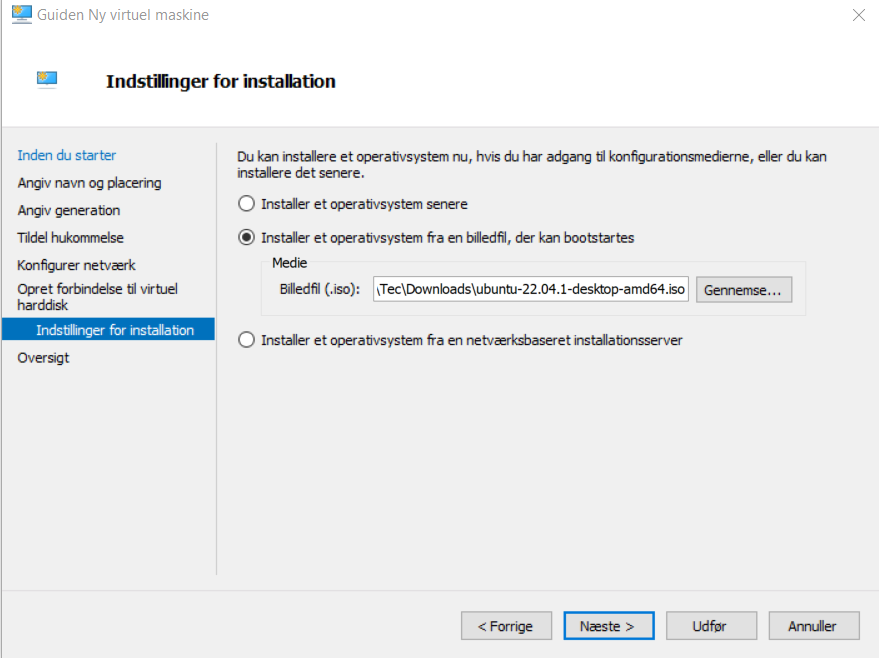 Guiden Ny virtuel maskine
Indstillinger for installation
Inden du starter
Angiv navn og placering
Angiv generation
Tildel hukommelse
Konfigurer netværk
Opret forbindelse til virtuel
harddisk
Indstillinger for installation
Oversigt
Du kan installere et operativsystem nu, hvis du har adgang til konfigurationsmedierne, eller du kan
installere det senere.
Installer et operativsystem senere
Installer et operativsystem fra en billedfil, der kan bootstartes
Medie
Billedfil (.iso): \Tec\Downloads\ubuntu-22.04.1-desktop-amd64.iso Gennemse...
Installer et operativsystem fra en netværksbaseret installationsserver
< Forrige Næste > Udfør Annuller